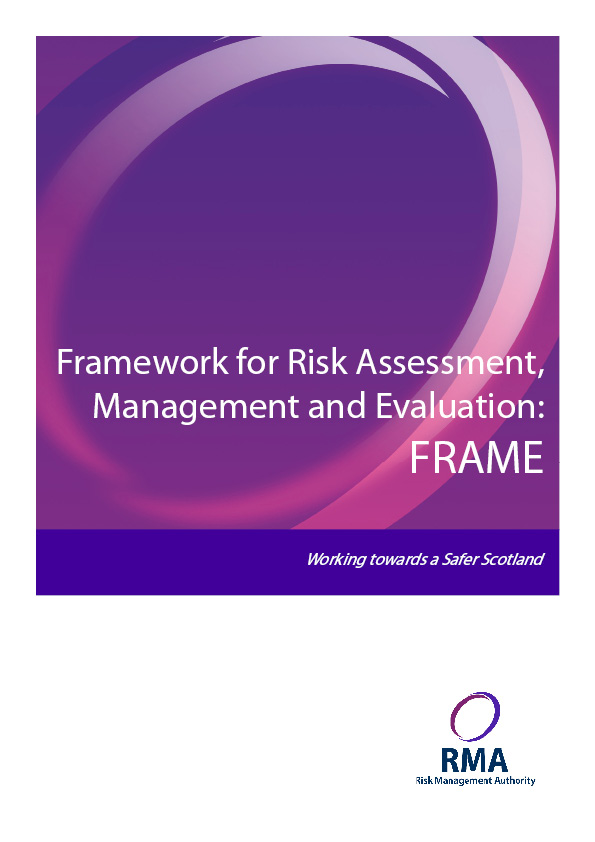 Framework for Risk Assessment,
Management and Evaluation:
FRAME
Working towards a Safer Scotland
RMA
Risk Management Authority